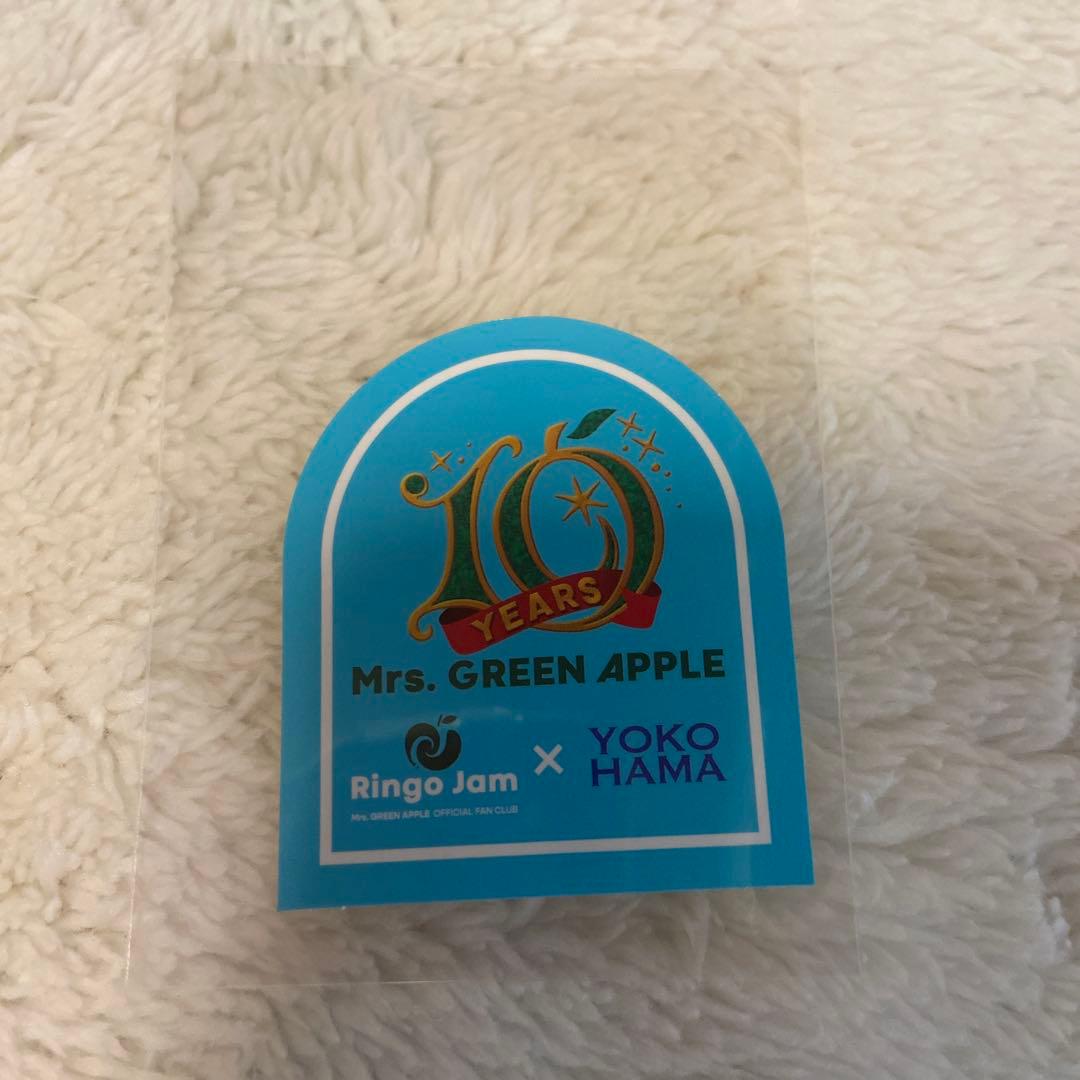 10
YEARS
Mrs. GREEN APPLE
Ringo Jam
Mrs. GREEN APPLE OFFICIAL FAN CLUB
×
YOKO
HAMA